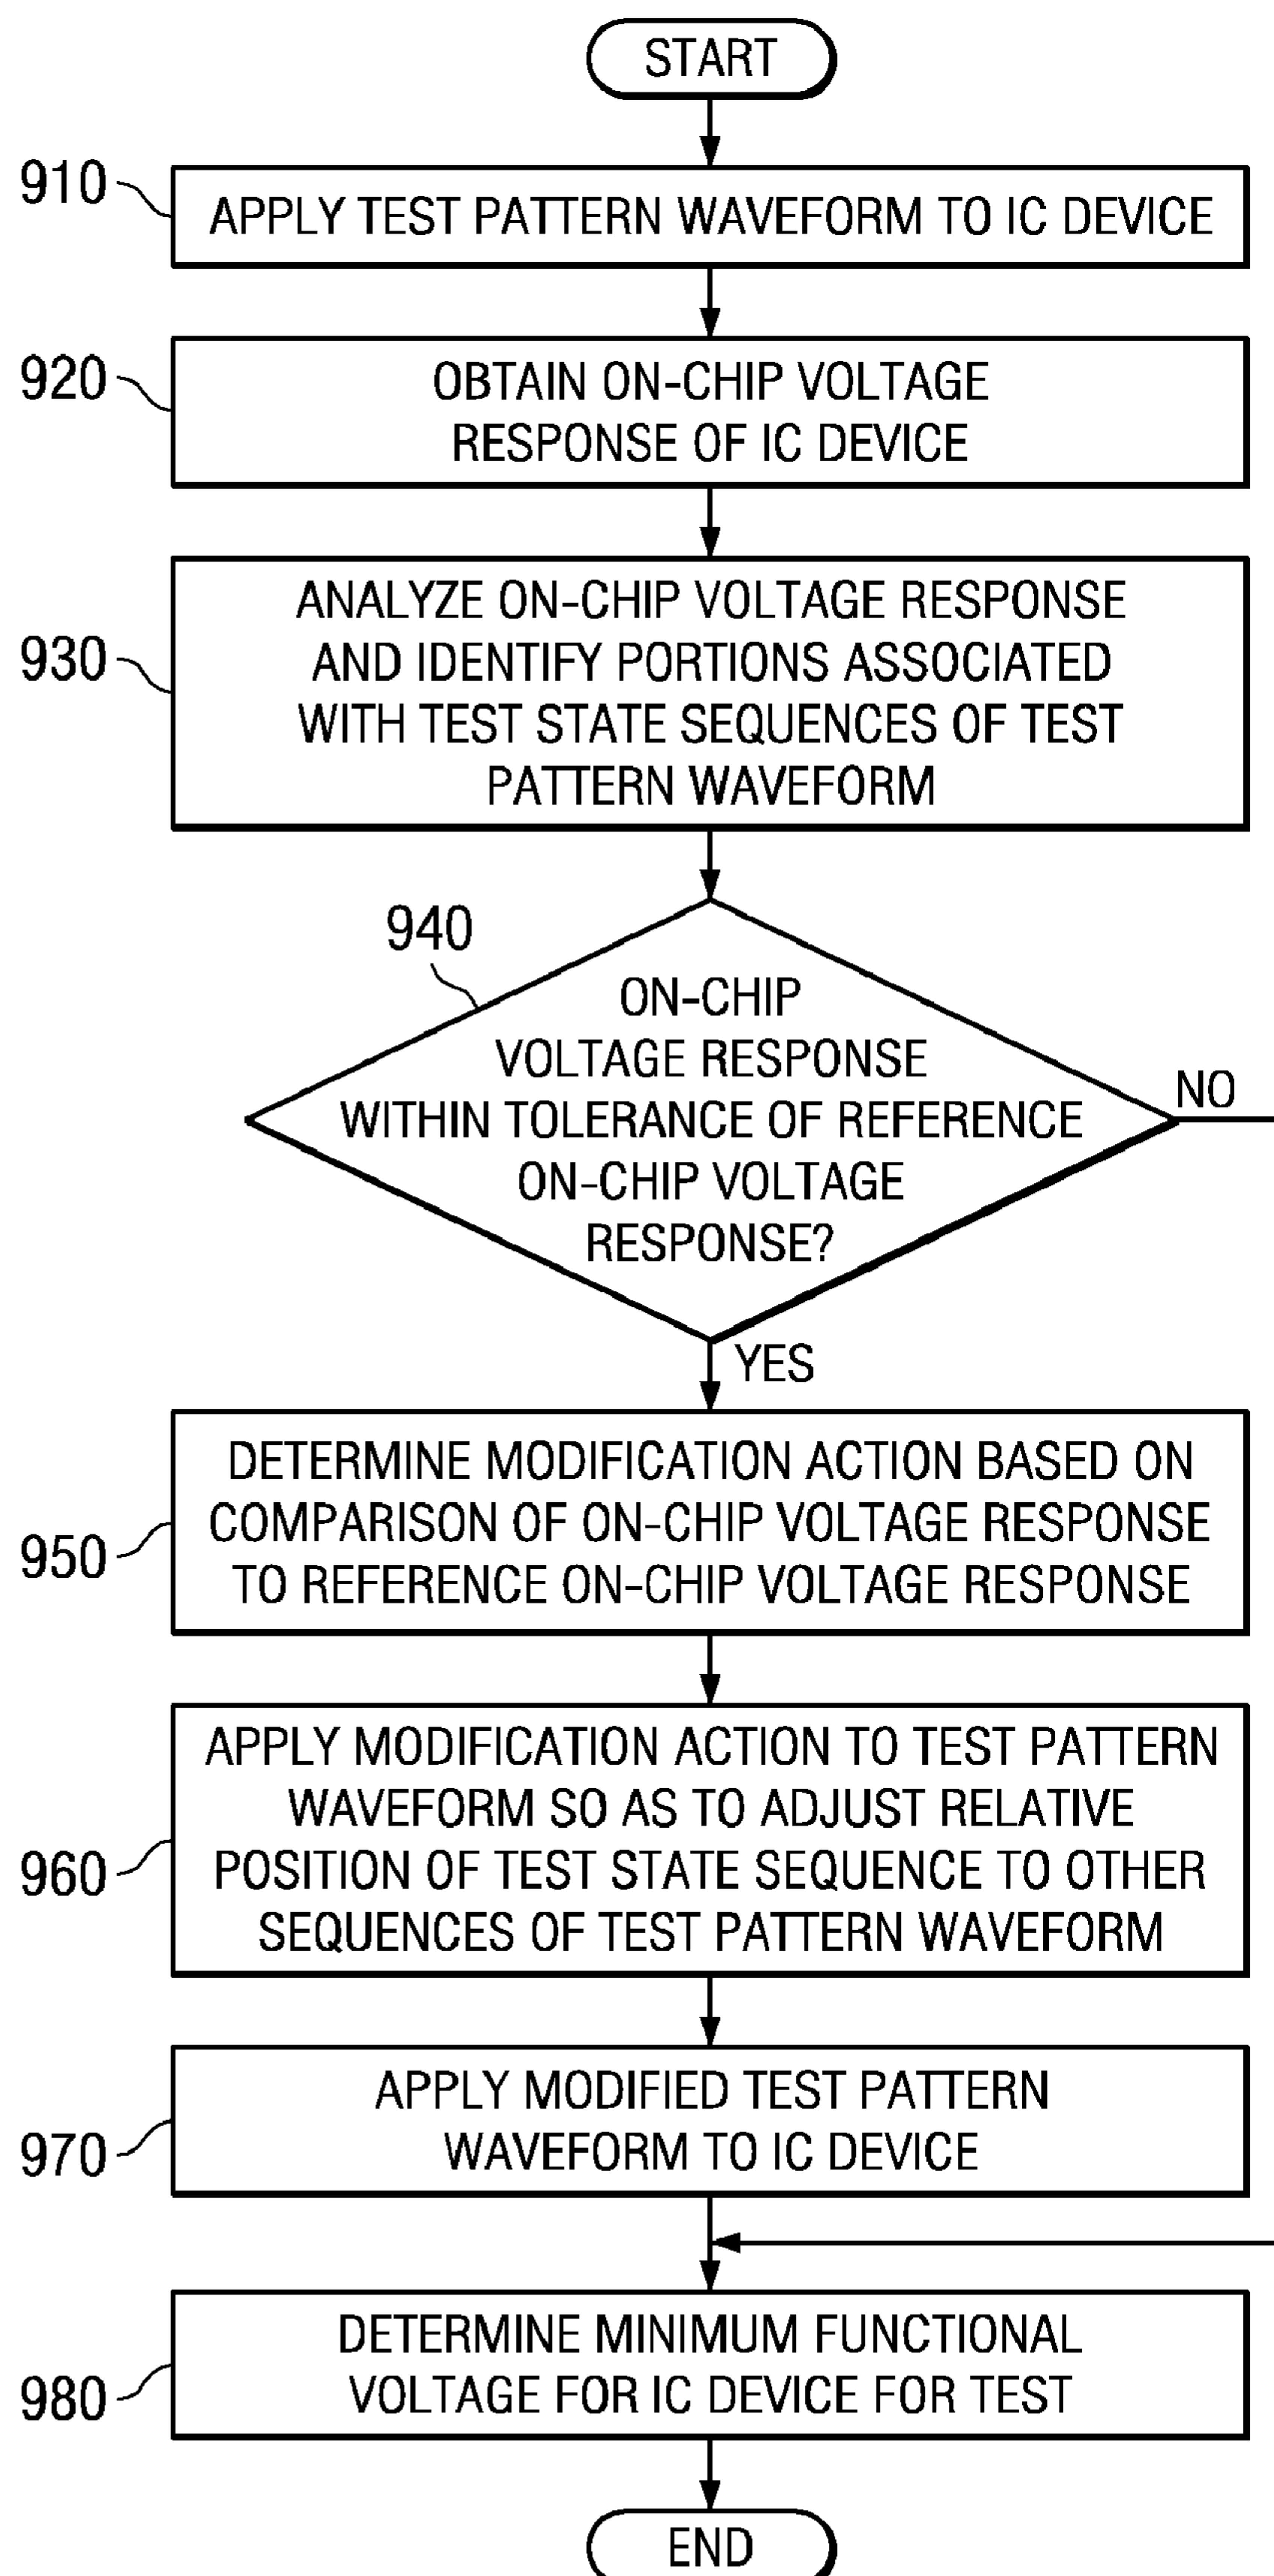 START
910
APPLY TEST PATTERN WAVEFORM TO IC DEVICE
920
OBTAIN ON-CHIP VOLTAGE
RESPONSE OF IC DEVICE
930
ANALYZE ON-CHIP VOLTAGE RESPONSE
AND IDENTIFY PORTIONS ASSOCIATED
WITH TEST STATE SEQUENCES OF TEST
PATTERN WAVEFORM
940
ON-CHIP
VOLTAGE RESPONSE
WITHIN TOLERANCE OF REFERENCE
ON-CHIP VOLTAGE
RESPONSE?
NO
YES
950
DETERMINE MODIFICATION ACTION BASED ON
COMPARISON OF ON-CHIP VOLTAGE RESPONSE
TO REFERENCE ON-CHIP VOLTAGE RESPONSE
960
APPLY MODIFICATION ACTION TO TEST PATTERN
WAVEFORM SO AS TO ADJUST RELATIVE
POSITION OF TEST STATE SEQUENCE TO OTHER
SEQUENCES OF TEST PATTERN WAVEFORM
970
APPLY MODIFIED TEST PATTERN
WAVEFORM TO IC DEVICE
980
DETERMINE MINIMUM FUNCTIONAL
VOLTAGE FOR IC DEVICE FOR TEST
END